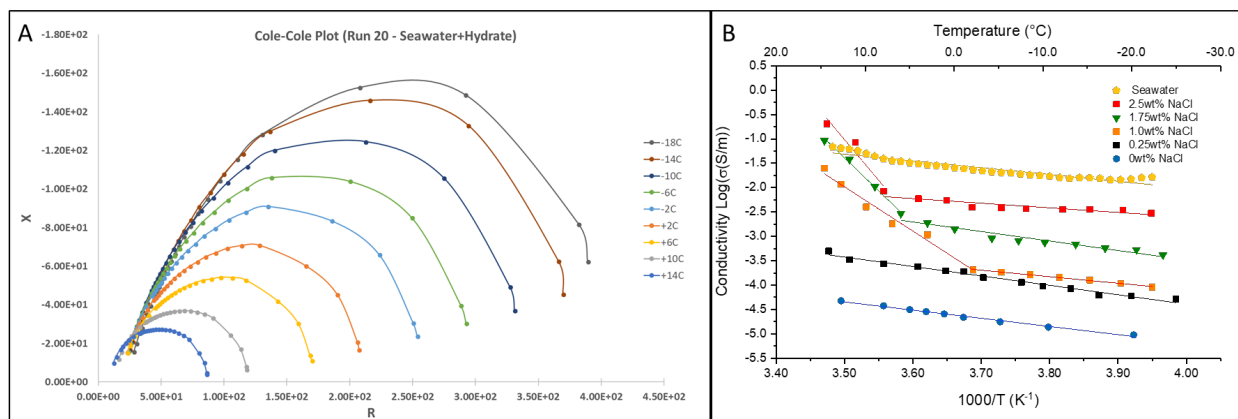 A
Cole-Cole Plot (Run 20 - Seawater+Hydrate)
-1.80E+02
-1.60E+02
-1.40E+02
-1.20E+02
-1.00E+02
-8.00E+01
-6.00E+01
-4.00E+01
-2.00E+01
0.00E+00
X
0.00E+00 5.00E+01 1.00E+02 1.50E+02 2.00E+02 2.50E+02 3.00E+02 3.50E+02 4.00E+02
R
-18C
-14C
-10C
-6C
-2C
+2C
+6C
+10C
+14C
B
Temperature (°C)
20.0 10.0 0.0 -10.0 -20.0 -30.0
0.5
0.0
-0.5
-1.0
-1.5
-2.0
-2.5
-3.0
-3.5
-4.0
-4.5
-5.0
-5.5
Conductivity Log(σ(S/m))
Seawater
2.5wt% NaCl
1.75wt% NaCl
1.0wt% NaCl
0.25wt% NaCl
0wt% NaCl
3.40 3.50 3.60 3.70 3.80 3.90 4.00
1000/T (K⁻¹)